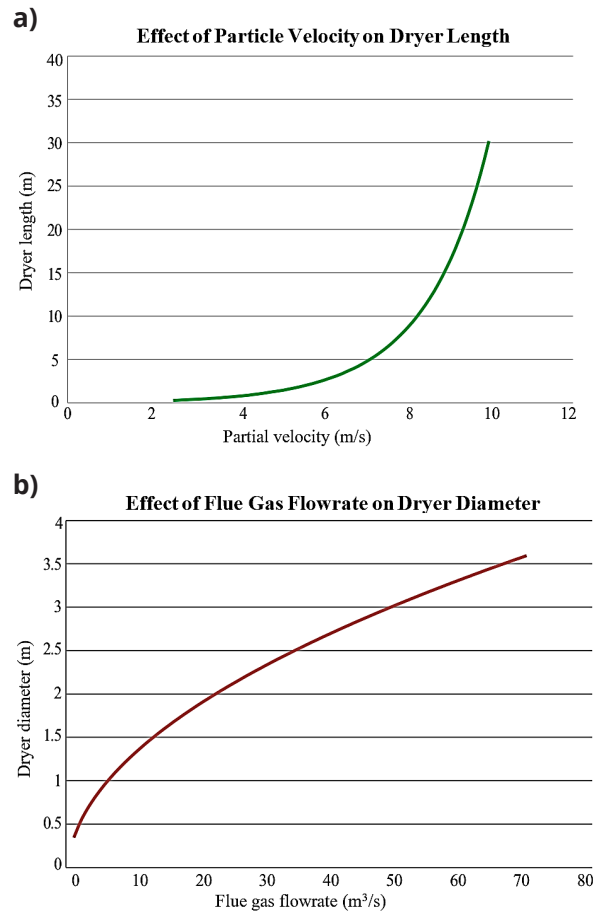 a)
Effect of Particle Velocity on Dryer Length
40
35
30
25
20
15
10
5
0
Dryer length (m)
0 2 4 6 8 10 12
Partial velocity (m/s)
b)
Effect of Flue Gas Flowrate on Dryer Diameter
4
3.5
3
2.5
2
1.5
1
0.5
0
Dryer diameter (m)
0 10 20 30 40 50 60 70 80
Flue gas flowrate (m³/s)